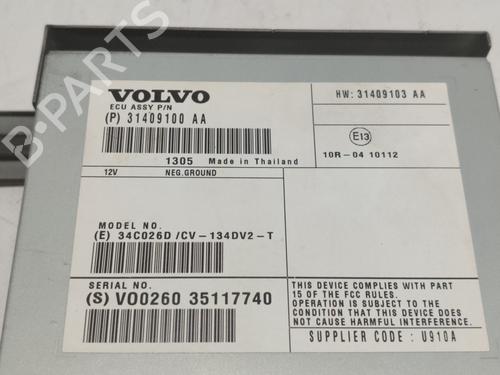 VOLVO
ECU ASSY P/N
(P) 31409100 AA
HW: 31409103 AA
E13
10R-04 10112
1305 Made in Thailand
12V NEG.GROUND
MODEL NO.
(E) 34C026D /CV-134DV2-T
SERIAL NO.
(S) VO0260 35117740
THIS DEVICE COMPLIES WITH PART
15 OF THE FCC RULES.
OPERATION IS SUBJECT TO THE
CONDITION THAT THIS DEVICE DOES
NOT CAUSE HARMFUL INTERFERENCE.
SUPPLIER CODE : U910A
B-PARTS